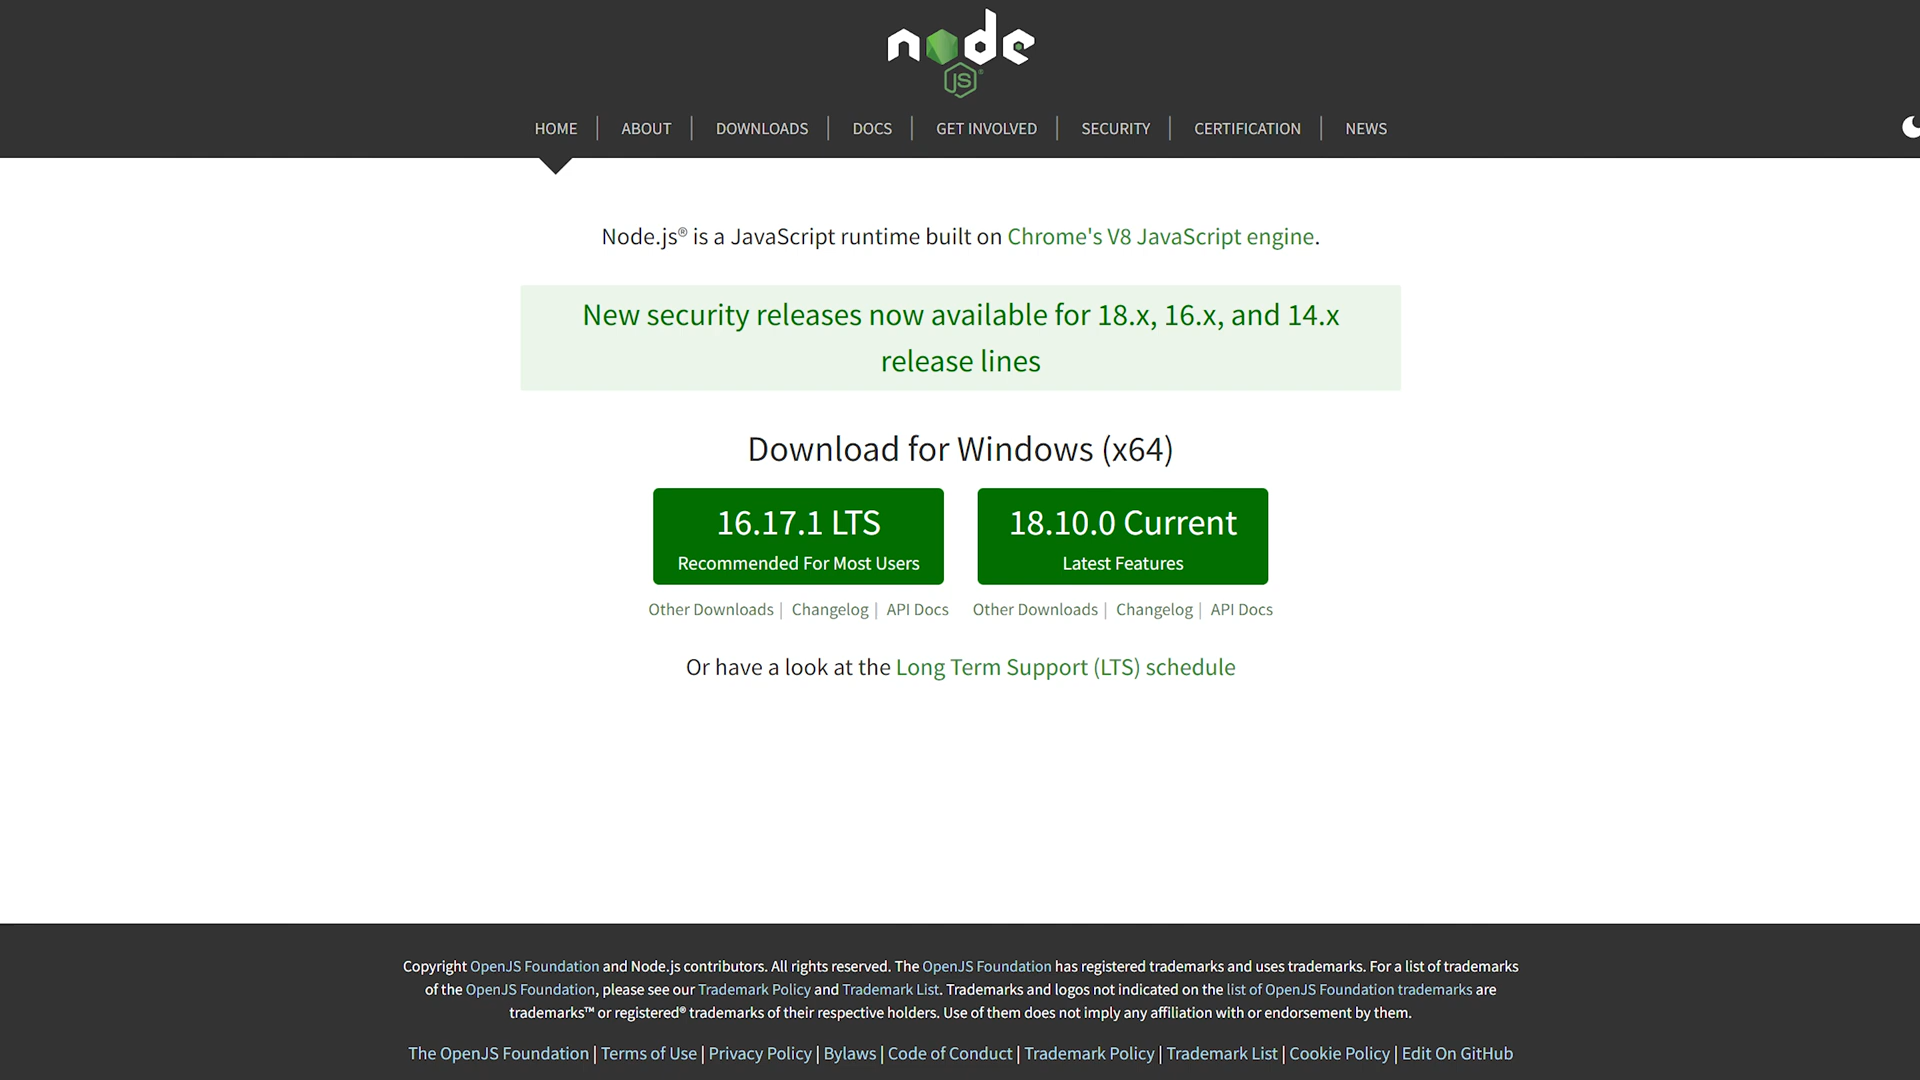 node
JS®
HOME | ABOUT | DOWNLOADS | DOCS | GET INVOLVED | SECURITY | CERTIFICATION | NEWS
Node.js® is a JavaScript runtime built on Chrome's V8 JavaScript engine.
New security releases now available for 18.x, 16.x, and 14.x
release lines
Download for Windows (x64)
16.17.1 LTS
Recommended For Most Users
18.10.0 Current
Latest Features
Other Downloads | Changelog | API Docs
Other Downloads | Changelog | API Docs
Or have a look at the Long Term Support (LTS) schedule
Copyright OpenJS Foundation and Node.js contributors. All rights reserved. The OpenJS Foundation has registered trademarks and uses trademarks. For a list of trademarks
of the OpenJS Foundation, please see our Trademark Policy and Trademark List. Trademarks and logos not indicated on the list of OpenJS Foundation trademarks are
trademarks™ or registered® trademarks of their respective holders. Use of them does not imply any affiliation with or endorsement by them.
The OpenJS Foundation | Terms of Use | Privacy Policy | Bylaws | Code of Conduct | Trademark Policy | Trademark List | Cookie Policy | Edit On GitHub